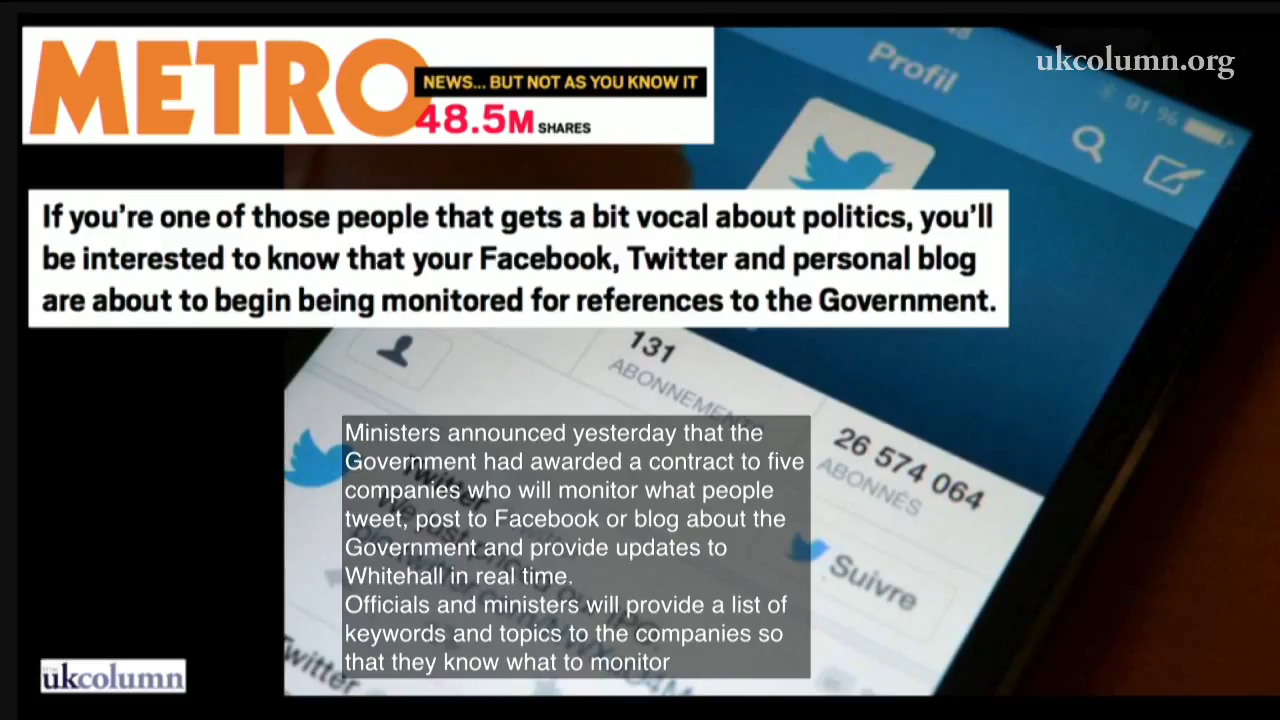 METRO
NEWS... BUT NOT AS YOU KNOW IT
48.5M SHARES
ukcolumn.org
Profil
91 %
If you're one of those people that gets a bit vocal about politics, you'll
be interested to know that your Facebook, Twitter and personal blog
are about to begin being monitored for references to the Government.
131
ABONNEMENTS
26 574 064
ABONNÉS
Suivre
Twitter
Ministers announced yesterday that the
Government had awarded a contract to five
companies who will monitor what people
tweet, post to Facebook or blog about the
Government and provide updates to
Whitehall in real time.
Officials and ministers will provide a list of
keywords and topics to the companies so
that they know what to monitor
Twitter
ukcolumn